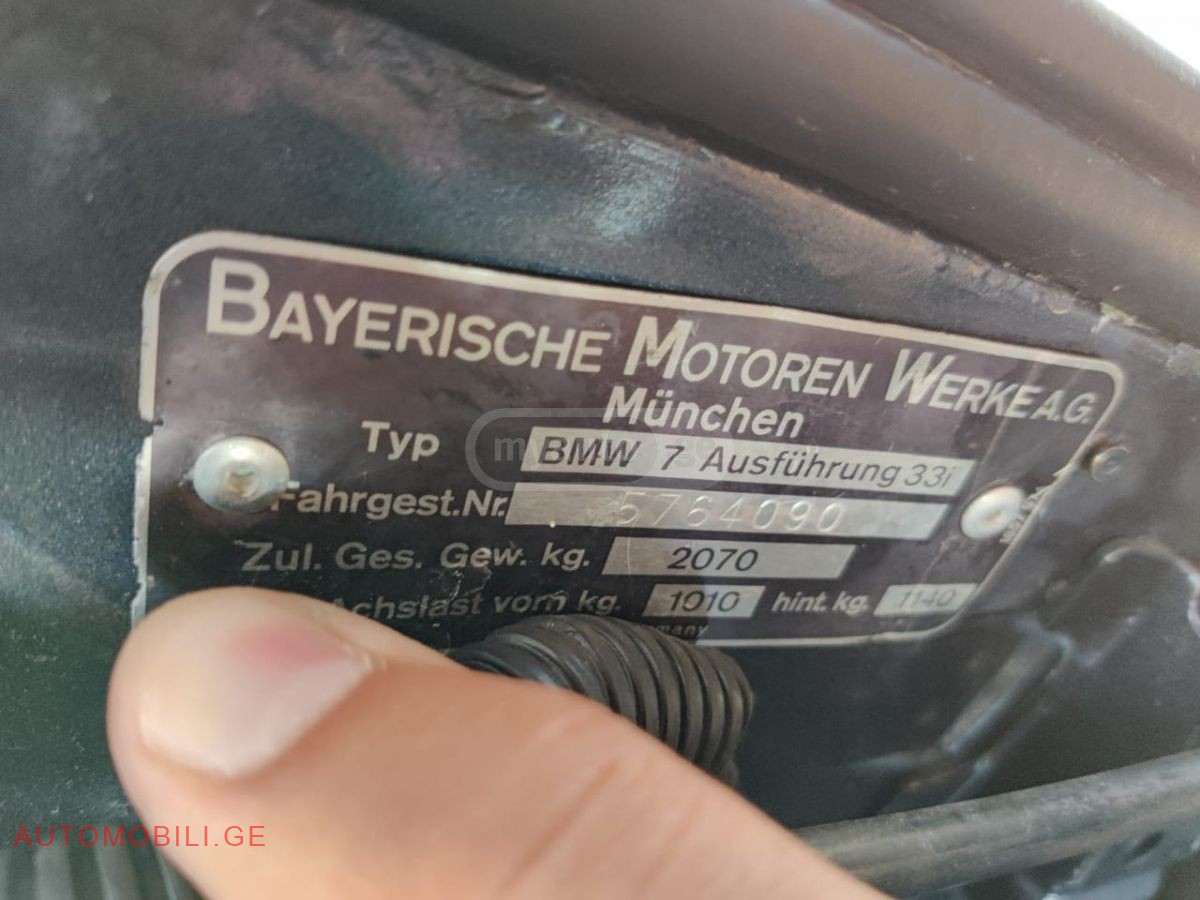 BAYERISCHE MOTOREN WERKE A.G.
München
Typ BMW 7 Ausführung 33i
Fahrgest.Nr. 5764090
Zul. Ges. Gew. kg. 2070
Achslast vorn kg. 1010 hint. kg. 1140
AUTOMOBILI.GE